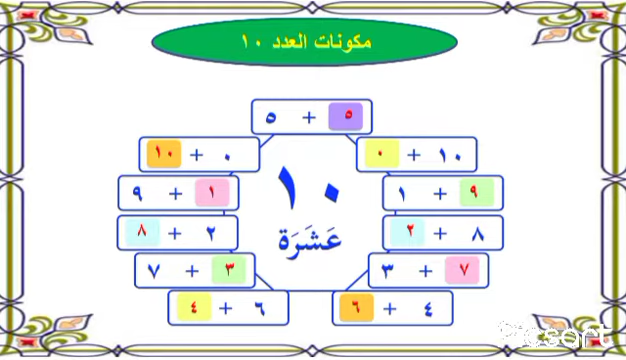 مكونات العدد ١٠
٥ + ٥
١٠ + ٠
٠ + ١٠
١ + ٩
٩ + ١
١٠
٨ + ٢
٢ + ٨
عَشَرَة
٣ + ٧
٧ + ٣
٤ + ٦
٦ + ٤